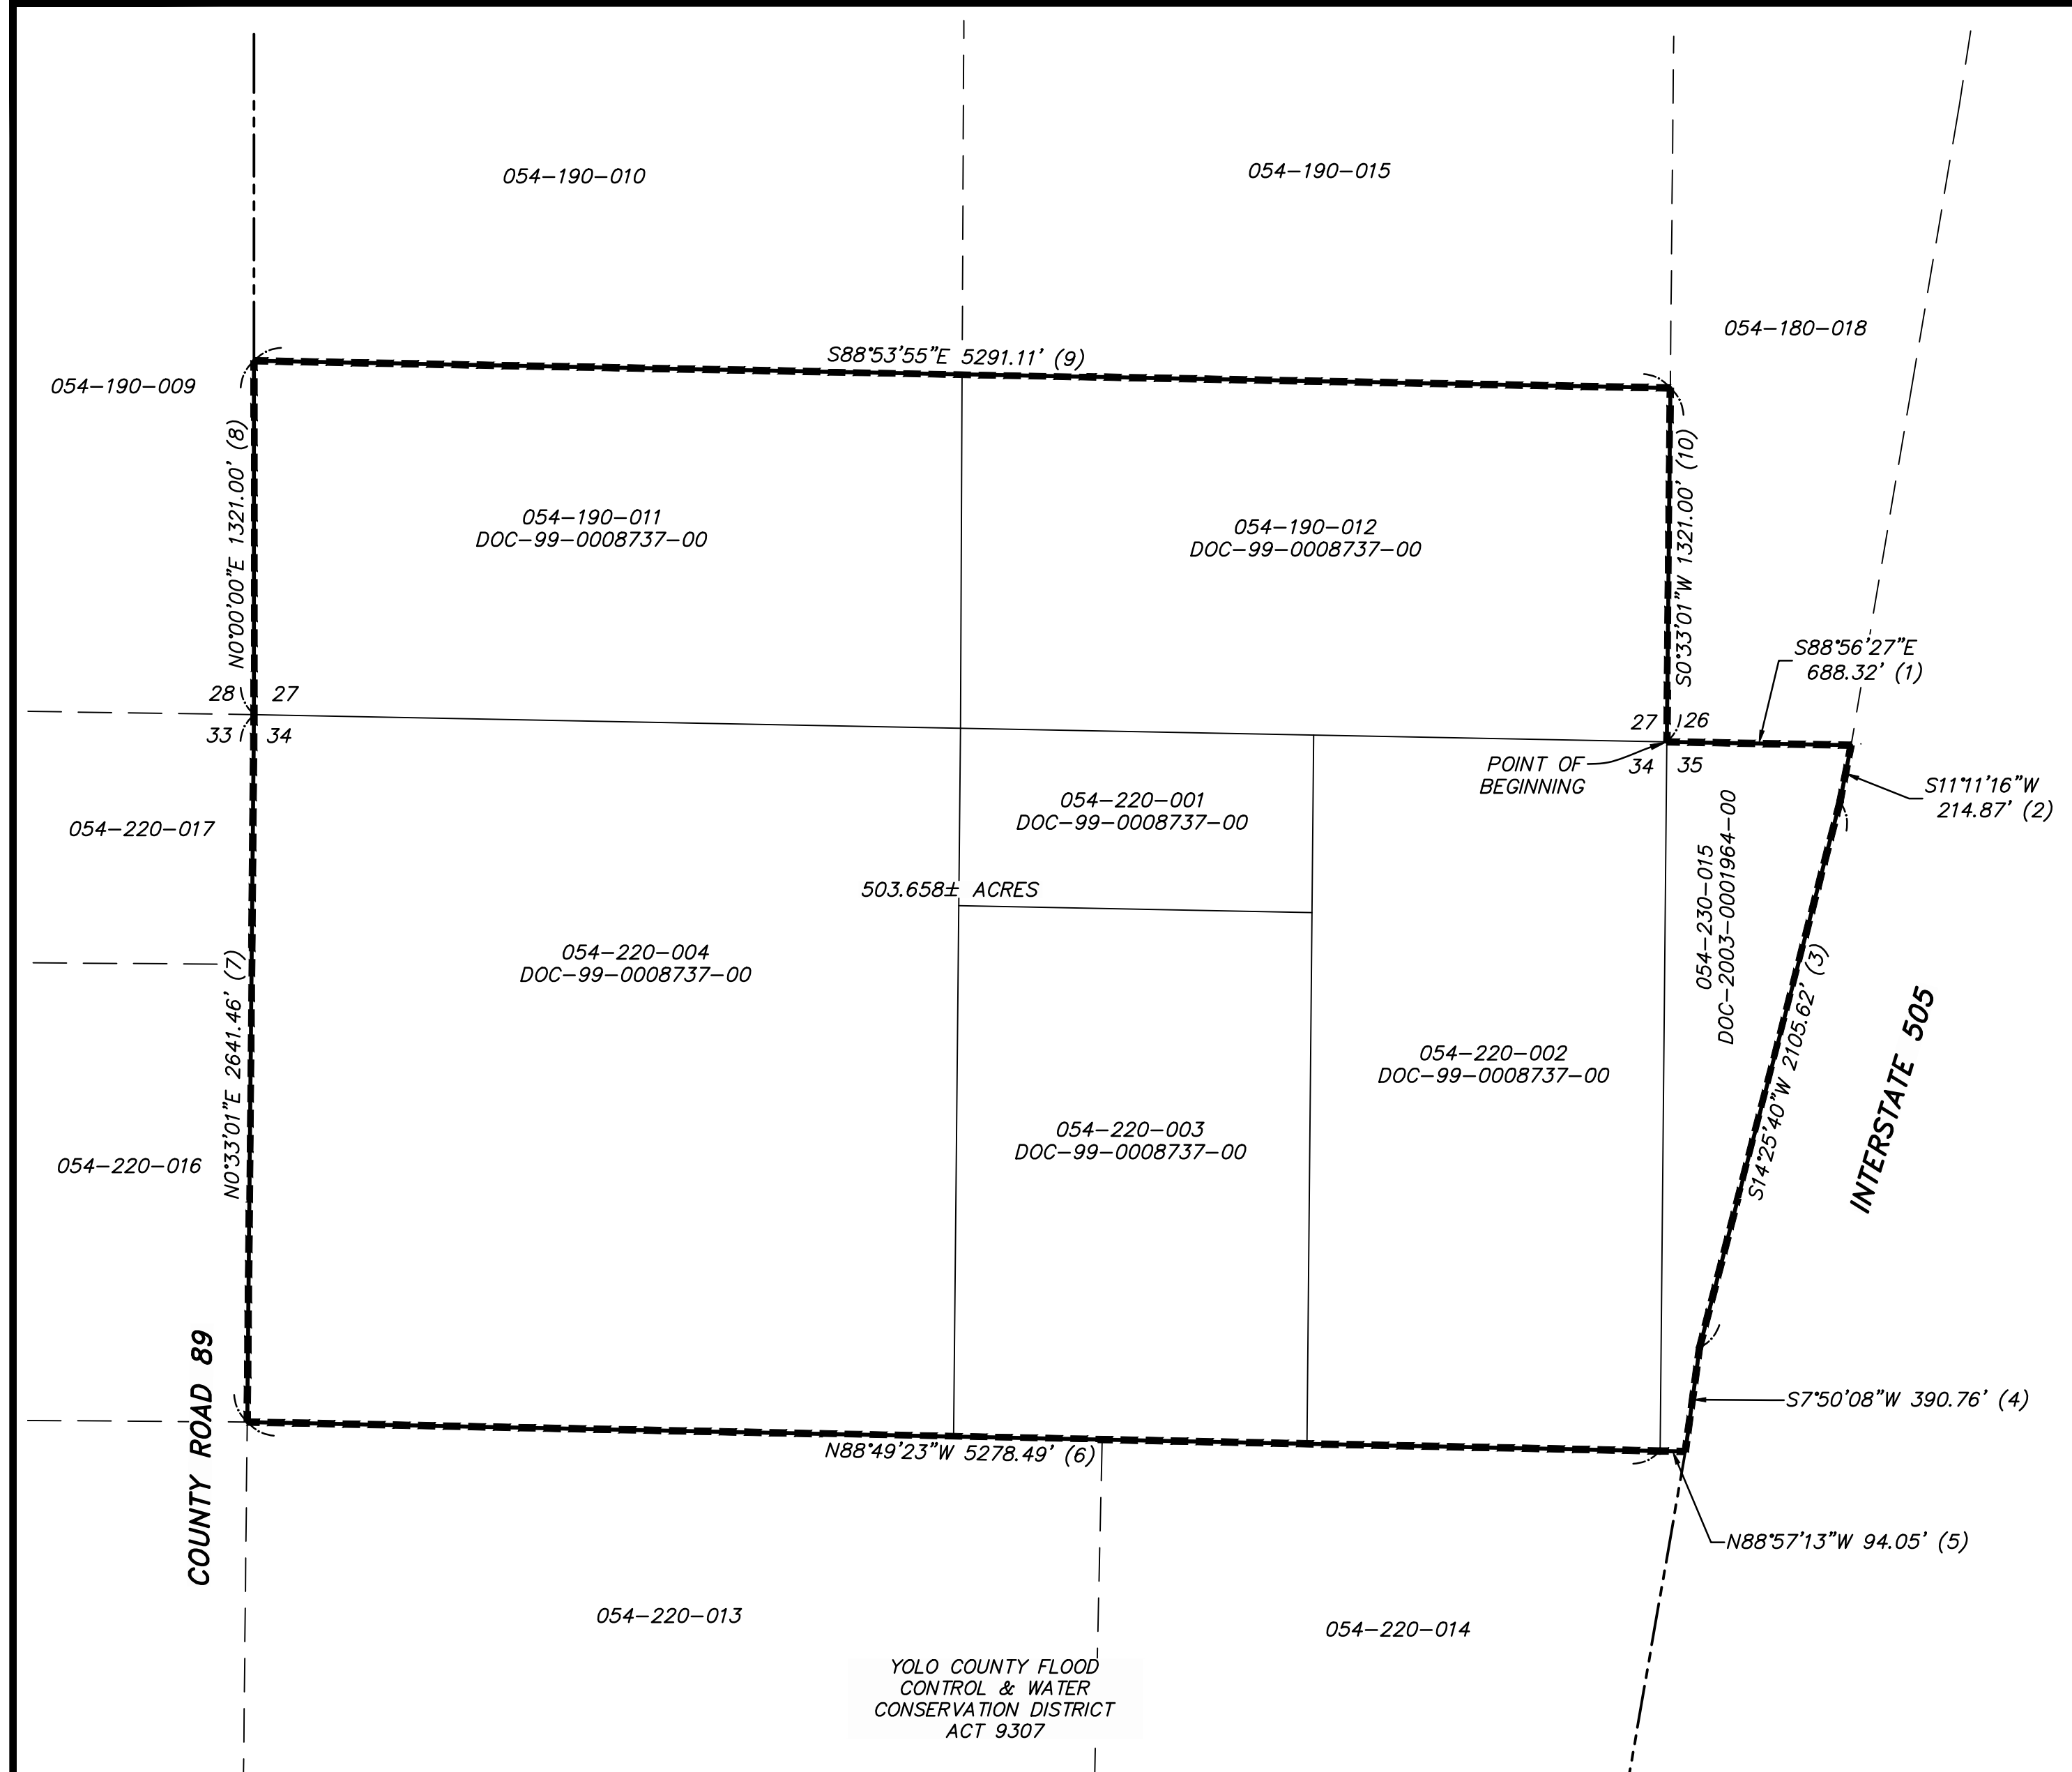 054-190-010
054-190-015
054-180-018
S88°53'55"E 5291.11' (9)
054-190-009
N0°00'00"E 1321.00' (8)
S0°33'01"W 1321.00' (10)
054-190-011
DOC-99-0008737-00
054-190-012
DOC-99-0008737-00
S88°56'27"E
688.32' (1)
28
27
33
34
27
26
34
35
POINT OF
BEGINNING
S11°11'16"W
214.87' (2)
054-220-017
054-220-001
DOC-99-0008737-00
054-230-015
DOC-2003-0001964-00
503.658± ACRES
054-220-004
DOC-99-0008737-00
N0°33'01"E 2641.46' (7)
S14°25'40"W 2105.62' (3)
INTERSTATE 505
054-220-002
DOC-99-0008737-00
054-220-003
DOC-99-0008737-00
054-220-016
COUNTY ROAD 89
S7°50'08"W 390.76' (4)
N88°49'23"W 5278.49' (6)
N88°57'13"W 94.05' (5)
054-220-013
054-220-014
YOLO COUNTY FLOOD
CONTROL & WATER
CONSERVATION DISTRICT
ACT 9307